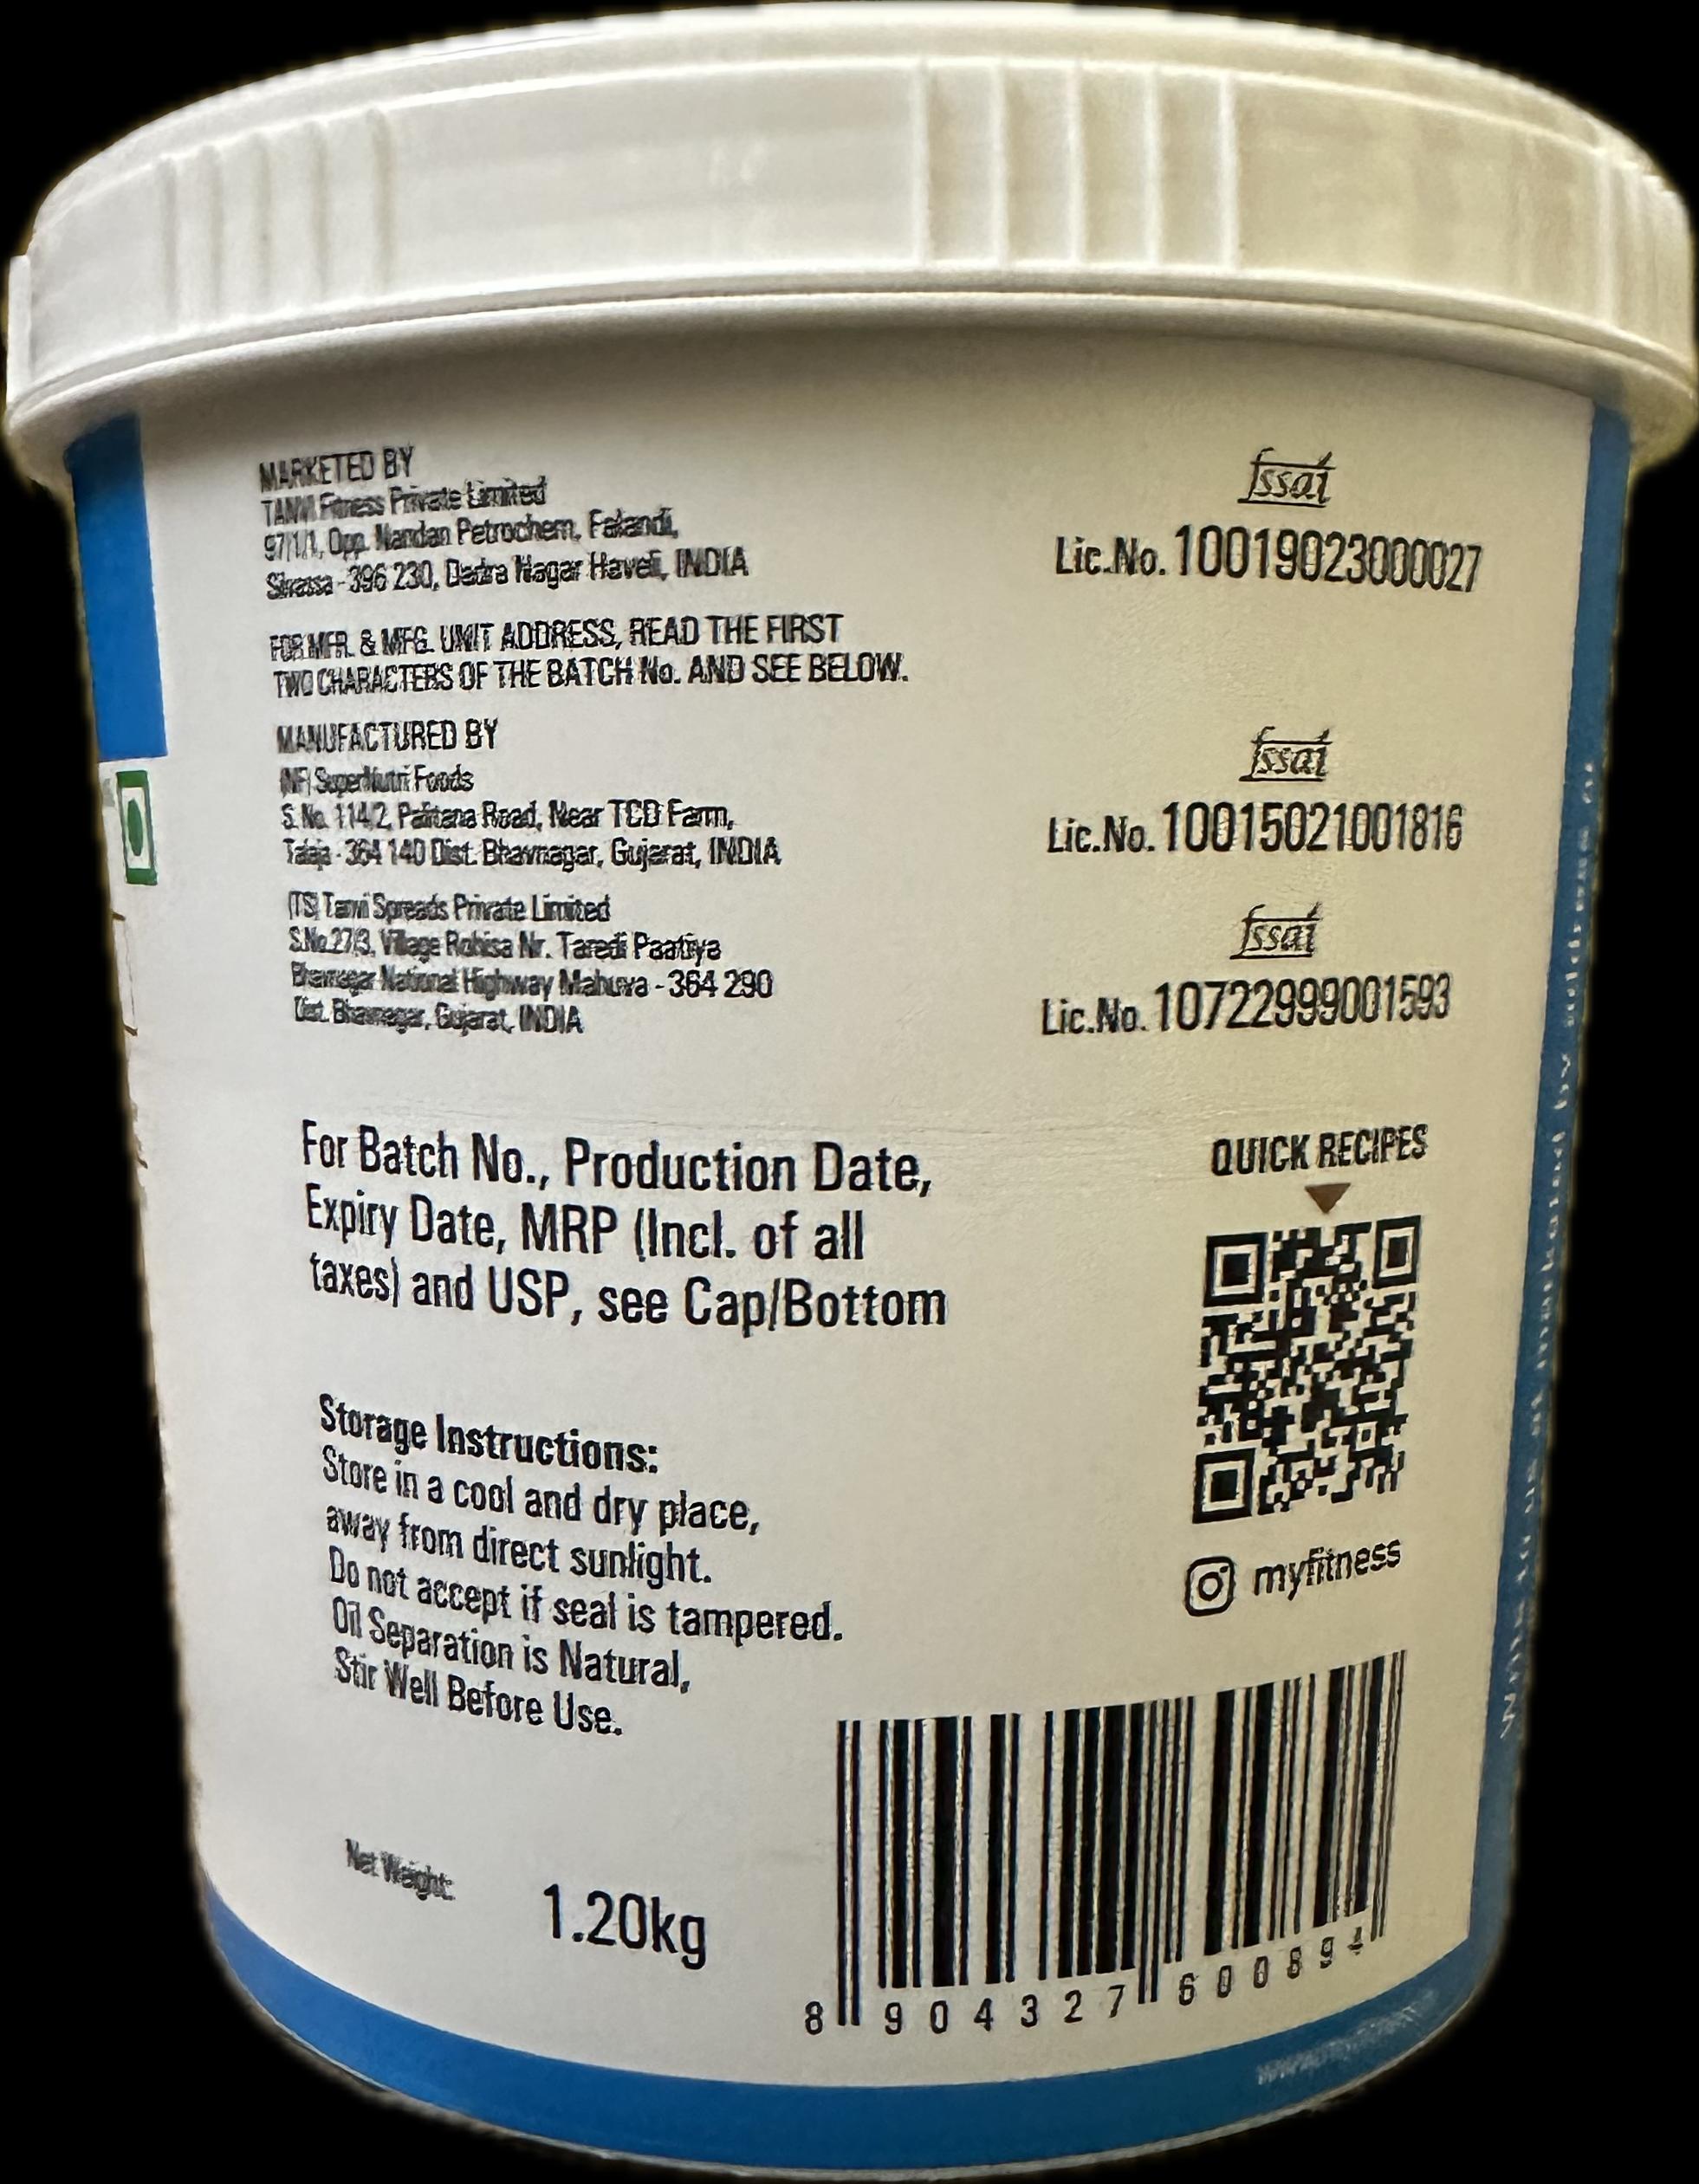 MARKETED BY
TANVI Fitness Private Limited
97/1/1, Opp. Nandan Petrochem, Falandi,
396 230, Dadra Nagar Haveli, INDIA
FOR MFR. & MFG. UNIT ADDRESS, READ THE FIRST
TWO CHARACTERS OF THE BATCH No. AND SEE BELOW.
MANUFACTURED BY
SuperNutri Foods
S. No. 114/2, Palitana Road, Near TCD Farm,
Talaja - 364 140 Dist. Bhavnagar, Gujarat, INDIA
(TS) Tanvi Spreads Private Limited
S.No.27/3, Village Rohisa Nr. Taredi Paatiya
Bhavnagar National Highway Mahuva - 364 290
Dist. Bhavnagar, Gujarat, INDIA
fssai
Lic.No. 10019023000027
fssai
Lic.No. 10015021001816
fssai
Lic.No. 10722999001593
For Batch No., Production Date,
Expiry Date, MRP (Incl. of all
taxes) and USP, see Cap/Bottom
Storage Instructions:
Store in a cool and dry place,
away from direct sunlight.
Do not accept if seal is tampered.
Oil Separation is Natural,
Stir Well Before Use.
Net Weight:
1.20kg
QUICK RECIPES
myfitness
8 904327 600894